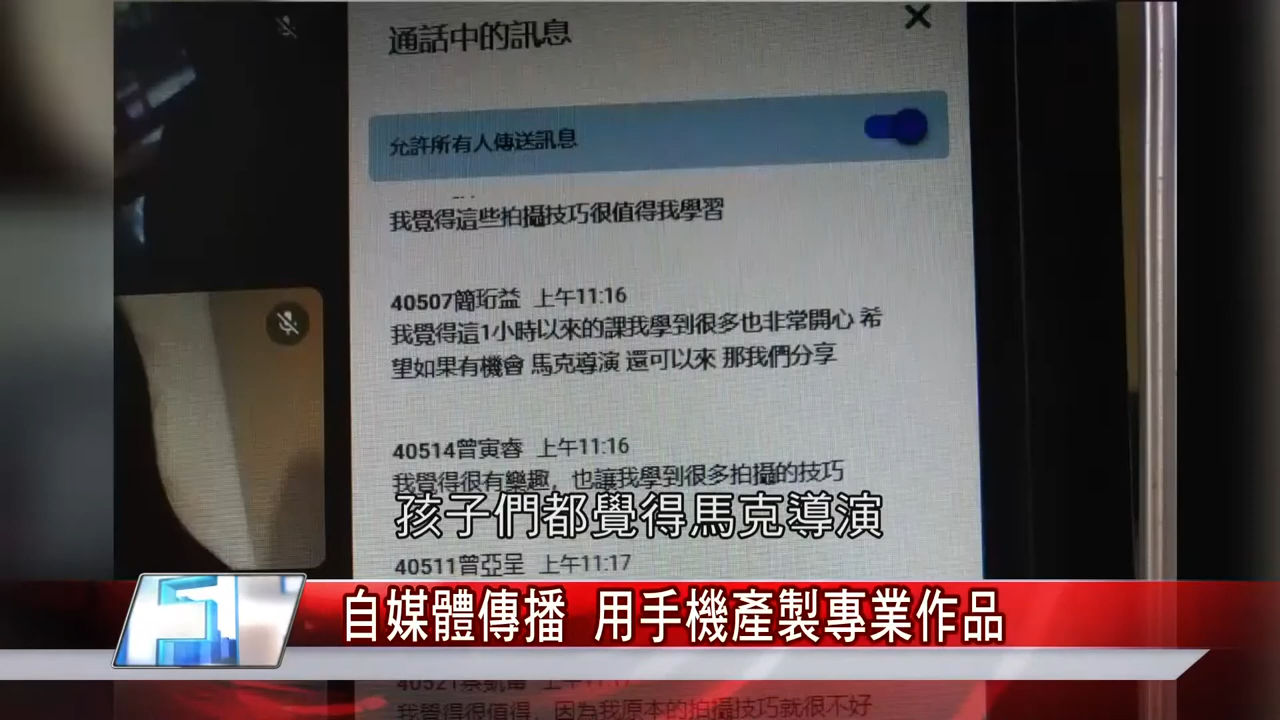 通話中的訊息
允許所有人傳送訊息
我覺得這些拍攝技巧很值得我學習
40507簡珩益 上午11:16
我覺得這1小時以來的課我學到很多也非常開心 希
望如果有機會 馬克導演 還可以來 那我們分享
40514曾寅睿 上午11:16
我覺得很有樂趣，也讓我學到很多拍攝的技巧
孩子們都覺得馬克導演
40511曾亞呈 上午11:17
自媒體傳播 用手機產製專業作品
我覺得很值得，因為我原本的拍攝技巧就很不好